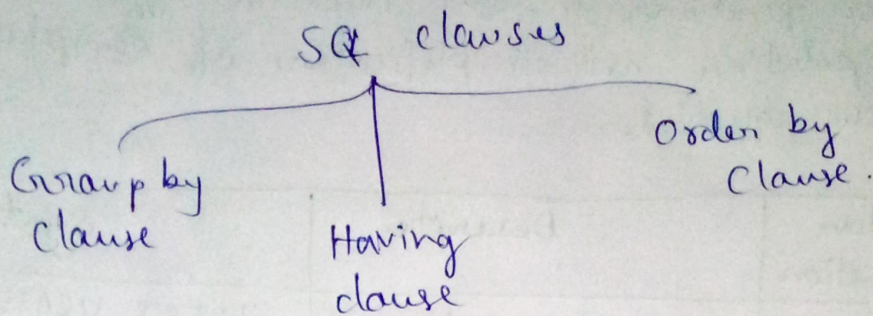 SQL clauses
Group by
Clause
Having
clause
Order by
Clause.